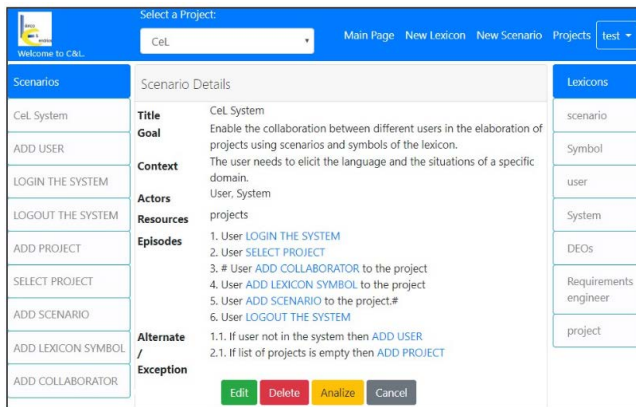 Select a Project:
CeL
Main Page New Lexicon New Scenario Projects test
Welcome to C&L.
Scenarios
CeL System
ADD USER
LOGIN THE SYSTEM
LOGOUT THE SYSTEM
ADD PROJECT
SELECT PROJECT
ADD SCENARIO
ADD LEXICON SYMBOL
ADD COLLABORATOR
Scenario Details
Title CeL System
Goal Enable the collaboration between different users in the elaboration of
projects using scenarios and symbols of the lexicon.
Context The user needs to elicit the language and the situations of a specific
domain.
Actors User, System
Resources projects
Episodes 1. User LOGIN THE SYSTEM
2. User SELECT PROJECT
3. # User ADD COLLABORATOR to the project
4. User ADD LEXICON SYMBOL to the project
5. User ADD SCENARIO to the project.#
6. User LOGOUT THE SYSTEM
Alternate 1.1. If user not in the system then ADD USER
/ 2.1. If list of projects is empty then ADD PROJECT
Exception
Edit Delete Analize Cancel
Lexicons
scenario
Symbol
user
System
DEOs
Requirements
engineer
project